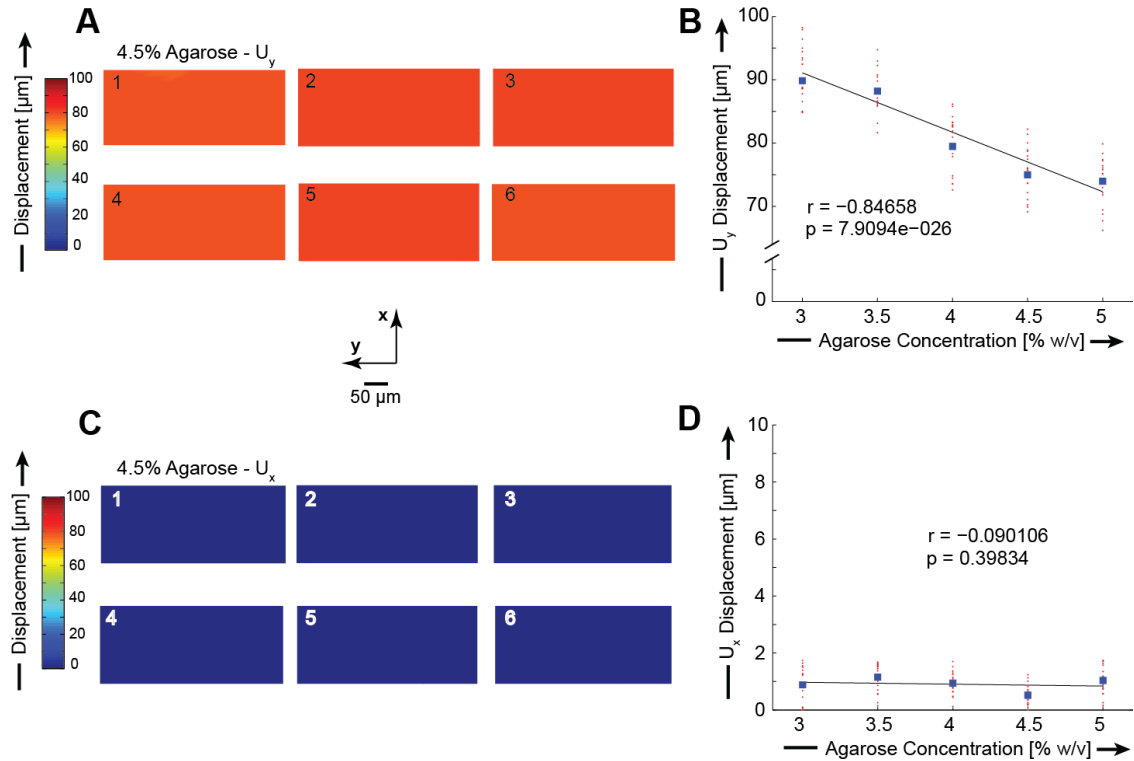 A
4.5% Agarose - Uy
Displacement [µm]
100
80
60
40
20
0
1
2
3
4
5
6
x
y
50 µm
B
Uy Displacement [µm]
100
90
80
70
0
r = −0.84658
p = 7.9094e−026
3 3.5 4 4.5 5
Agarose Concentration [% w/v]
C
4.5% Agarose - Ux
Displacement [µm]
100
80
60
40
20
0
1
2
3
4
5
6
D
Ux Displacement [µm]
10
8
6
4
2
0
r = −0.090106
p = 0.39834
3 3.5 4 4.5 5
Agarose Concentration [% w/v]